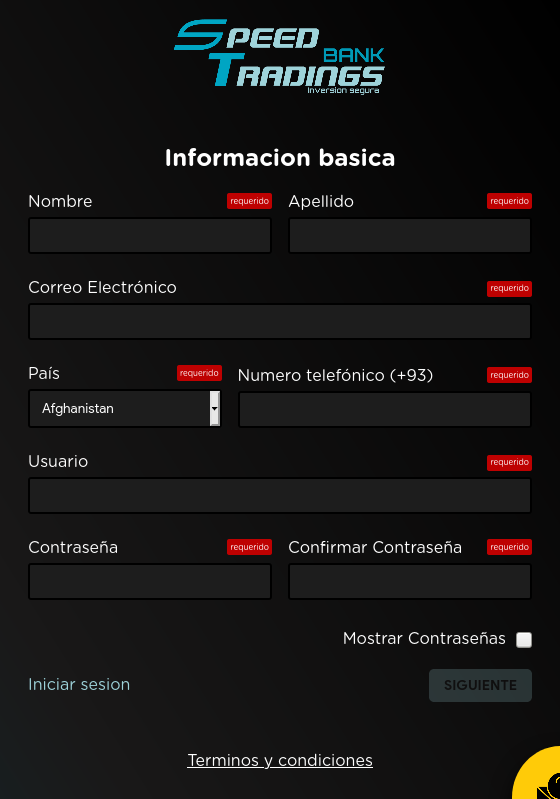 SPEED
BANK
TRADINGS
Inversion segura
Informacion basica
Nombre requerido Apellido requerido
Correo Electrónico requerido
País requerido Numero telefónico (+93) requerido
Afghanistan
Usuario requerido
Contraseña requerido Confirmar Contraseña requerido
Mostrar Contraseñas
Iniciar sesion SIGUIENTE
Terminos y condiciones